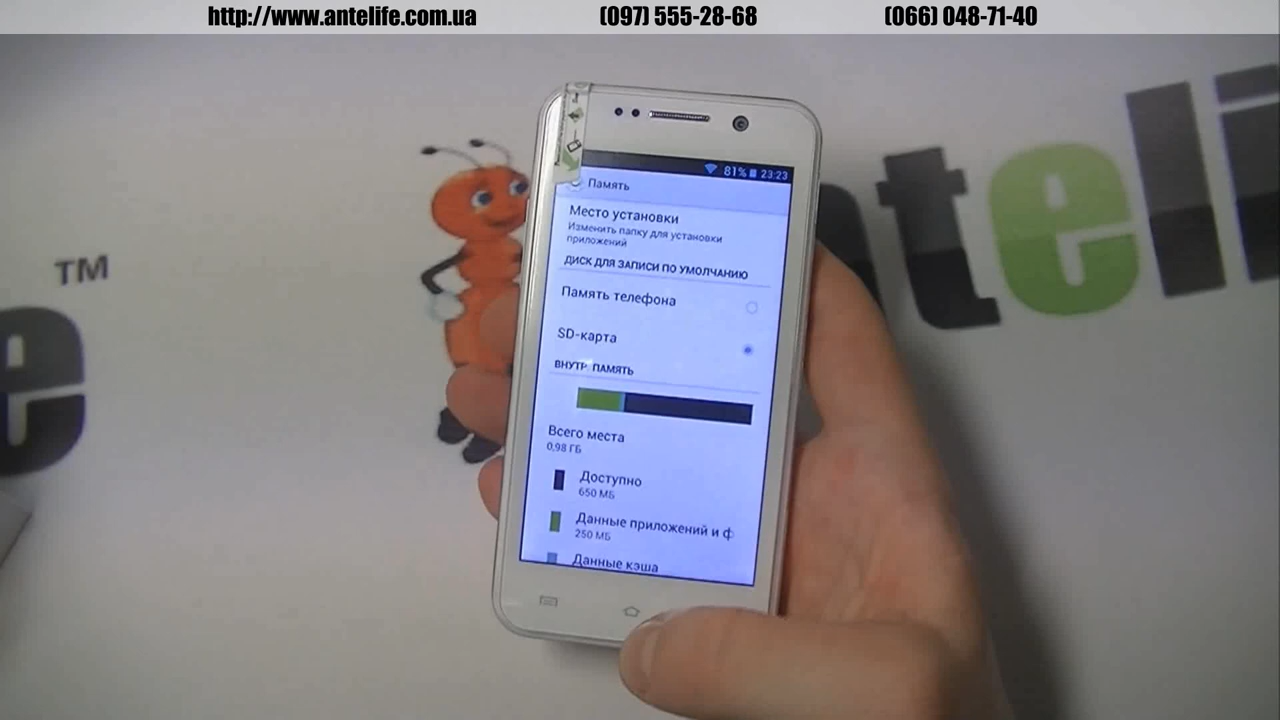 http://www.antelife.com.ua (097) 555-28-68 (066) 048-71-40
81% 23:23
Память
Место установки
Изменить папку для установки
приложений
ДИСК ДЛЯ ЗАПИСИ ПО УМОЛЧАНИЮ
Память телефона
SD-карта
ВНУТР. ПАМЯТЬ
Всего места
0,98 ГБ
Доступно
650 МБ
Данные приложений и ф
250 МБ
Данные кэша
e TM
nteli